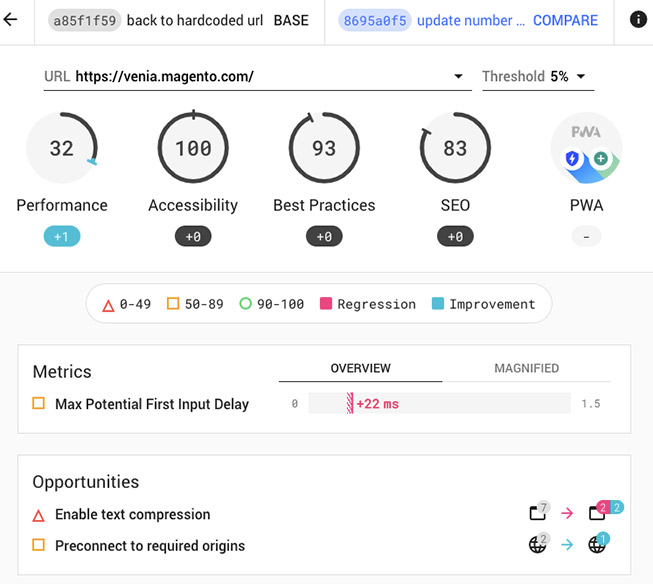 a85f1f59 back to hardcoded url BASE 8695a0f5 update number ... COMPARE
URL https://venia.magento.com/ Threshold 5%
32 100 93 83 PWA
Performance Accessibility Best Practices SEO PWA
+1 +0 +0 +0 -
0-49 50-89 90-100 Regression Improvement
Metrics OVERVIEW MAGNIFIED
Max Potential First Input Delay 0 +22 ms 1.5
Opportunities
Enable text compression 7 2 2
Preconnect to required origins 2 1